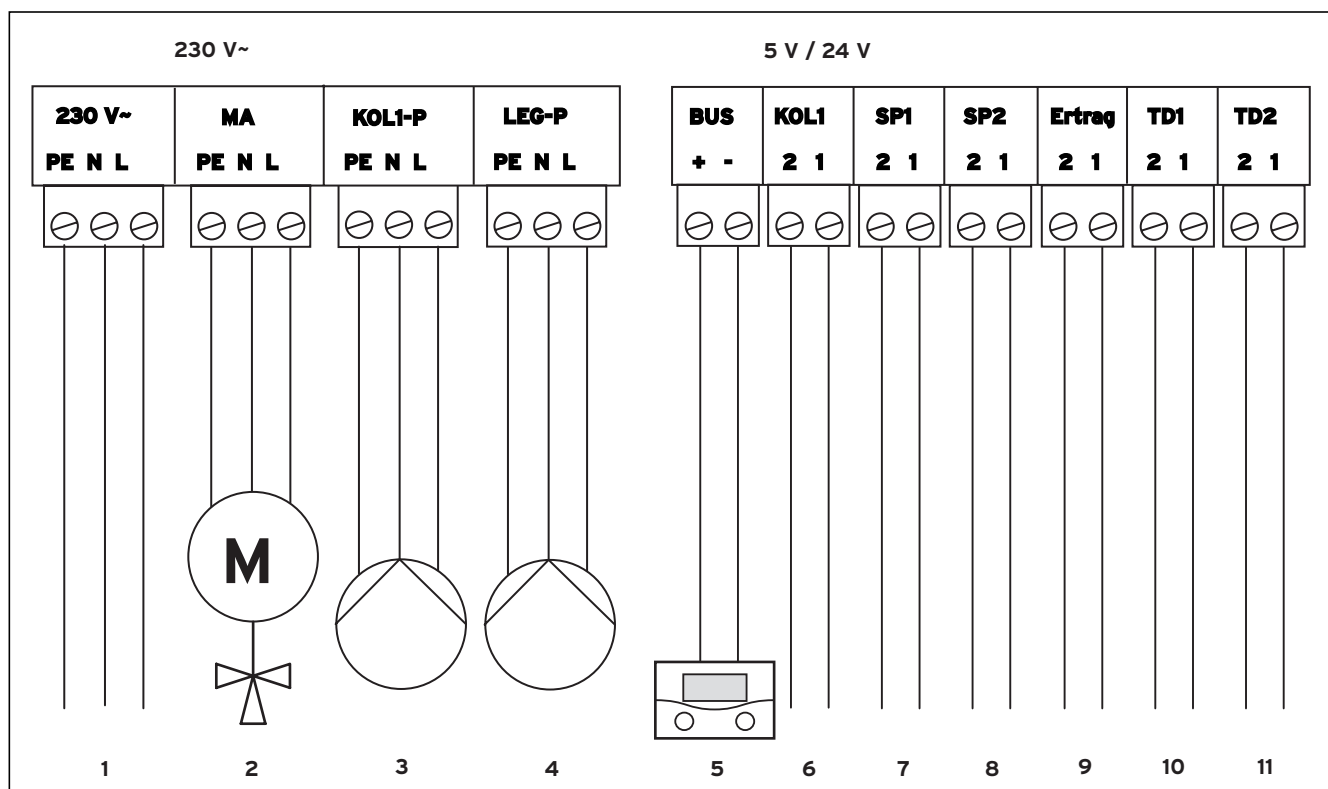 230 V~ 5 V / 24 V
230 V~ MA KOL1-P LEG-P BUS KOL1 SP1 SP2 Ertrag TD1 TD2
PE N L PE N L PE N L PE N L + - 2 1 2 1 2 1 2 1 2 1 2 1
M
1 2 3 4 5 6 7 8 9 10 11